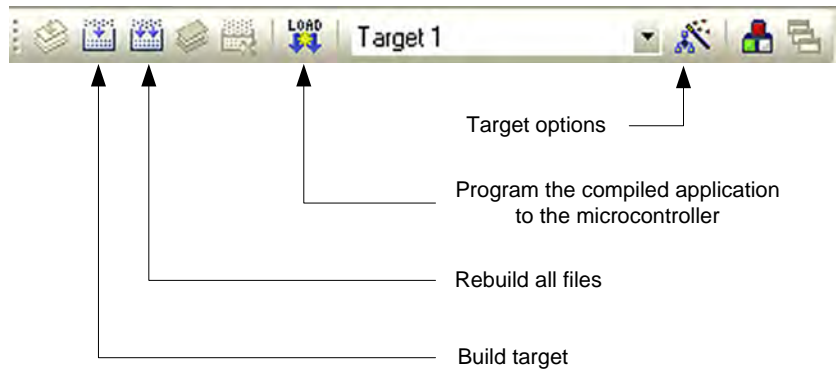 LOAD
Target 1
Target options
Program the compiled application
to the microcontroller
Rebuild all files
Build target